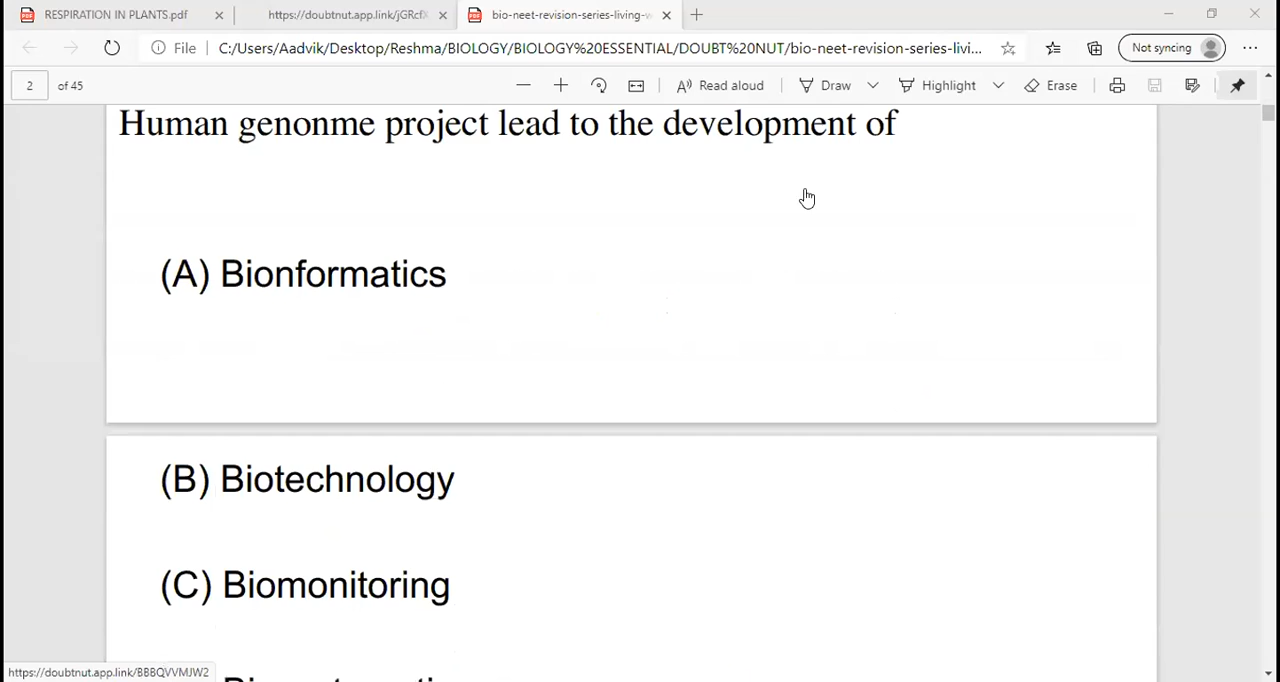 RESPIRATION IN PLANTS.pdf
https://doubtnut.app.link/jGRcfX
bio-neet-revision-series-living-w
File
C:/Users/Aadvik/Desktop/Reshma/BIOLOGY/BIOLOGY%20ESSENTIAL/DOUBT%20NUT/bio-neet-revision-series-livi...
Not syncing
2 of 45
Read aloud
Draw
Highlight
Erase
Human genonme project lead to the development of
(A) Bionformatics
(B) Biotechnology
(C) Biomonitoring
https://doubtnut.app.link/BBBQVVMJW2